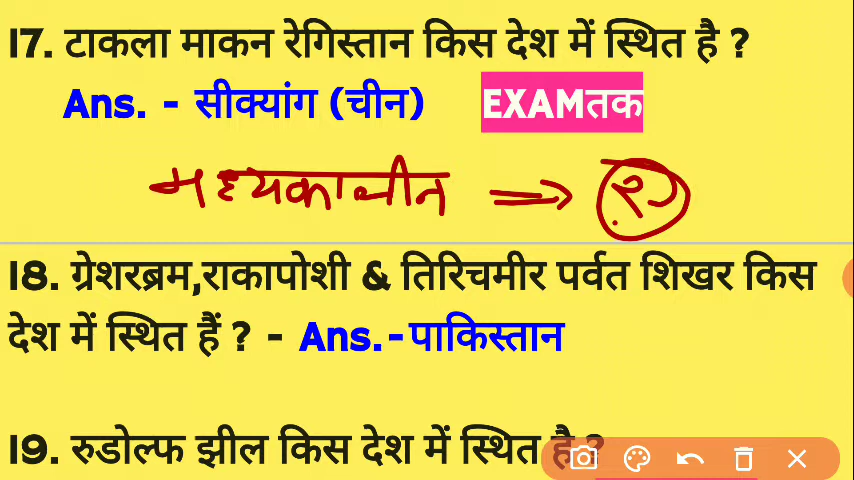 17. टाकला माकन रेगिस्तान किस देश में स्थित है ?
Ans. - सीक्यांग (चीन) EXAMतक
मध्यकालीन ⇒
18. ग्रेशरब्रम,राकापोशी & तिरिचमीर पर्वत शिखर किस
देश में स्थित हैं ? - Ans.-पाकिस्तान
19. रुडोल्फ झील किस देश में स्थित है ?